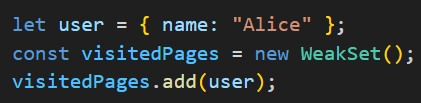 let user = { name: "Alice" };
const visitedPages = new WeakSet();
visitedPages.add(user);